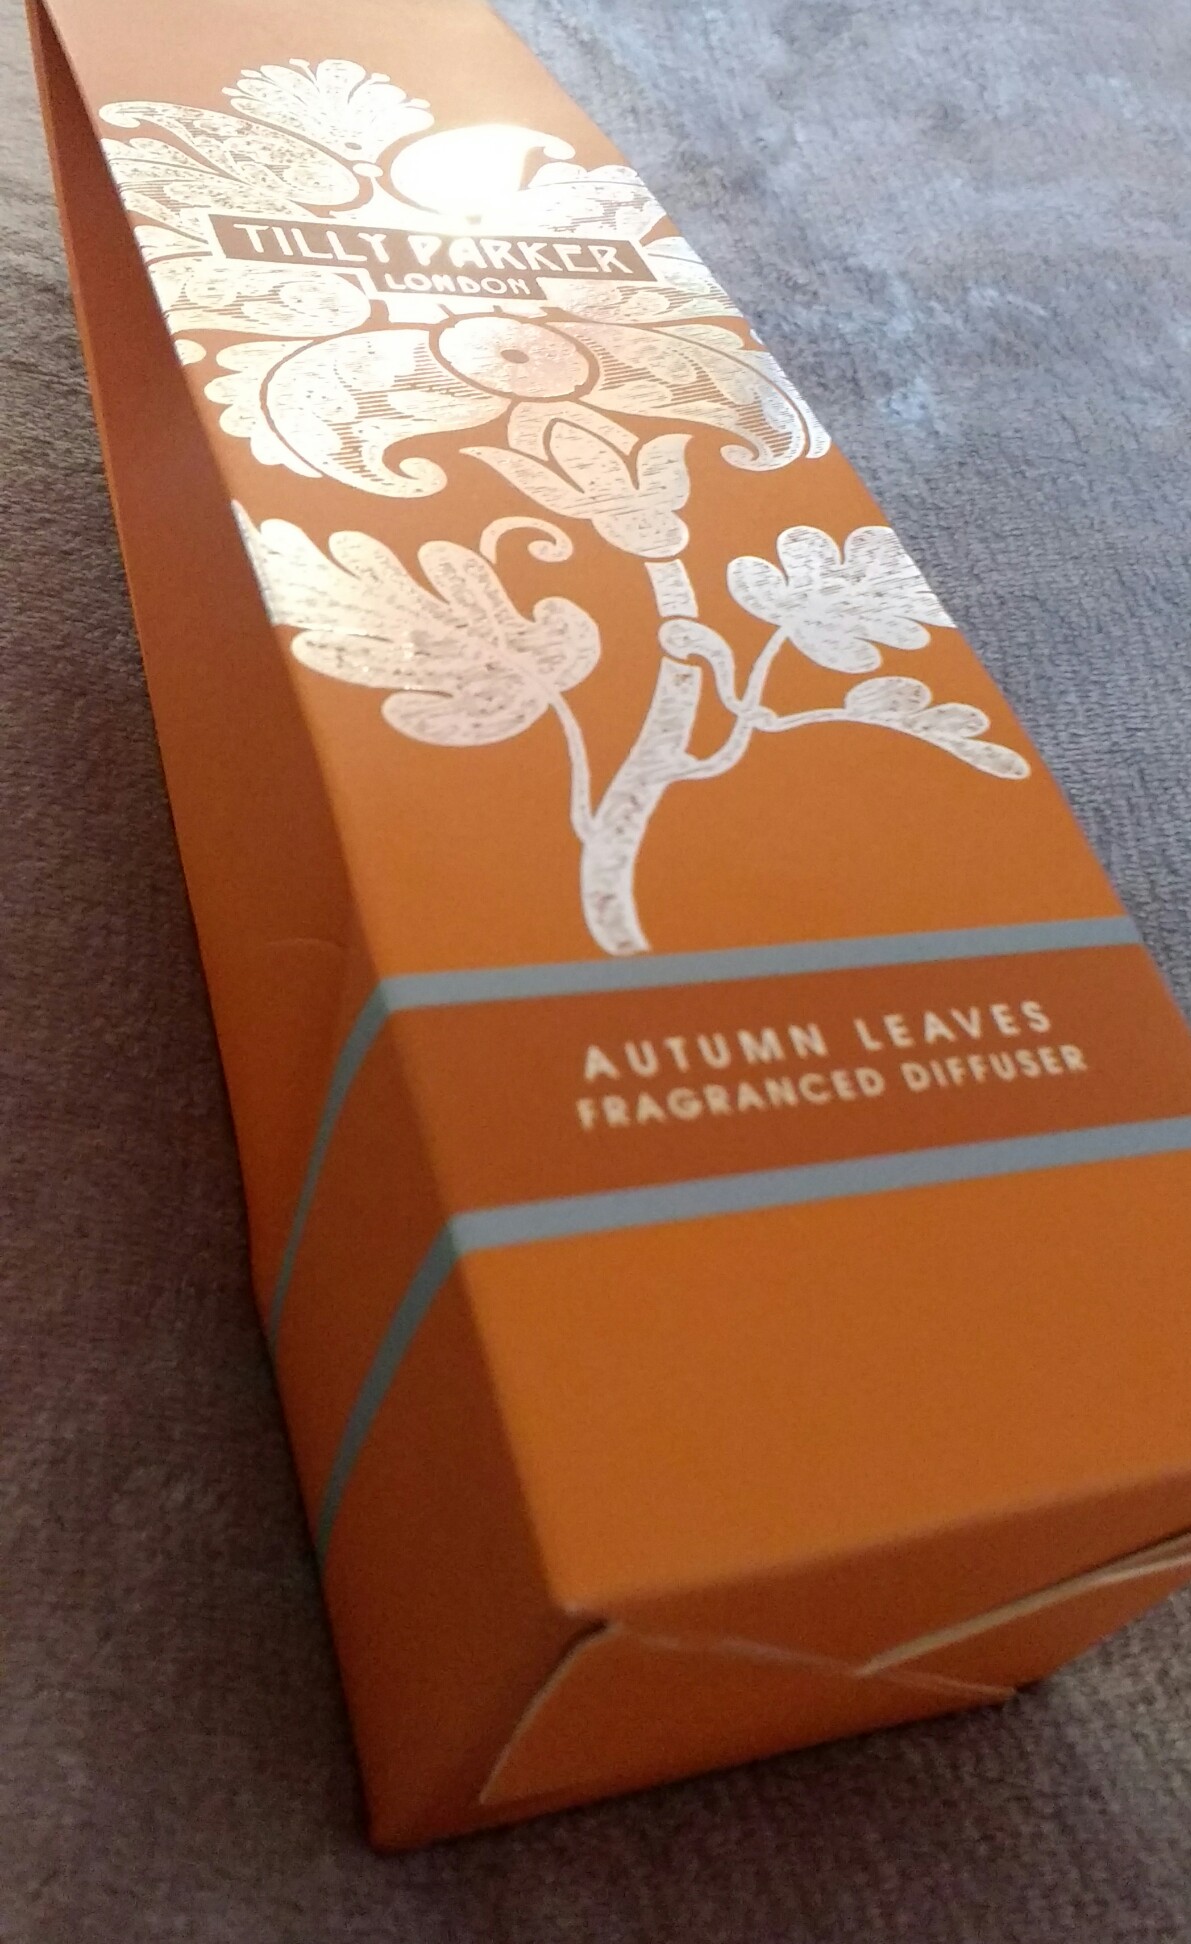 TILLY PARKER
LONDON
AUTUMN LEAVES
FRAGRANCED DIFFUSER